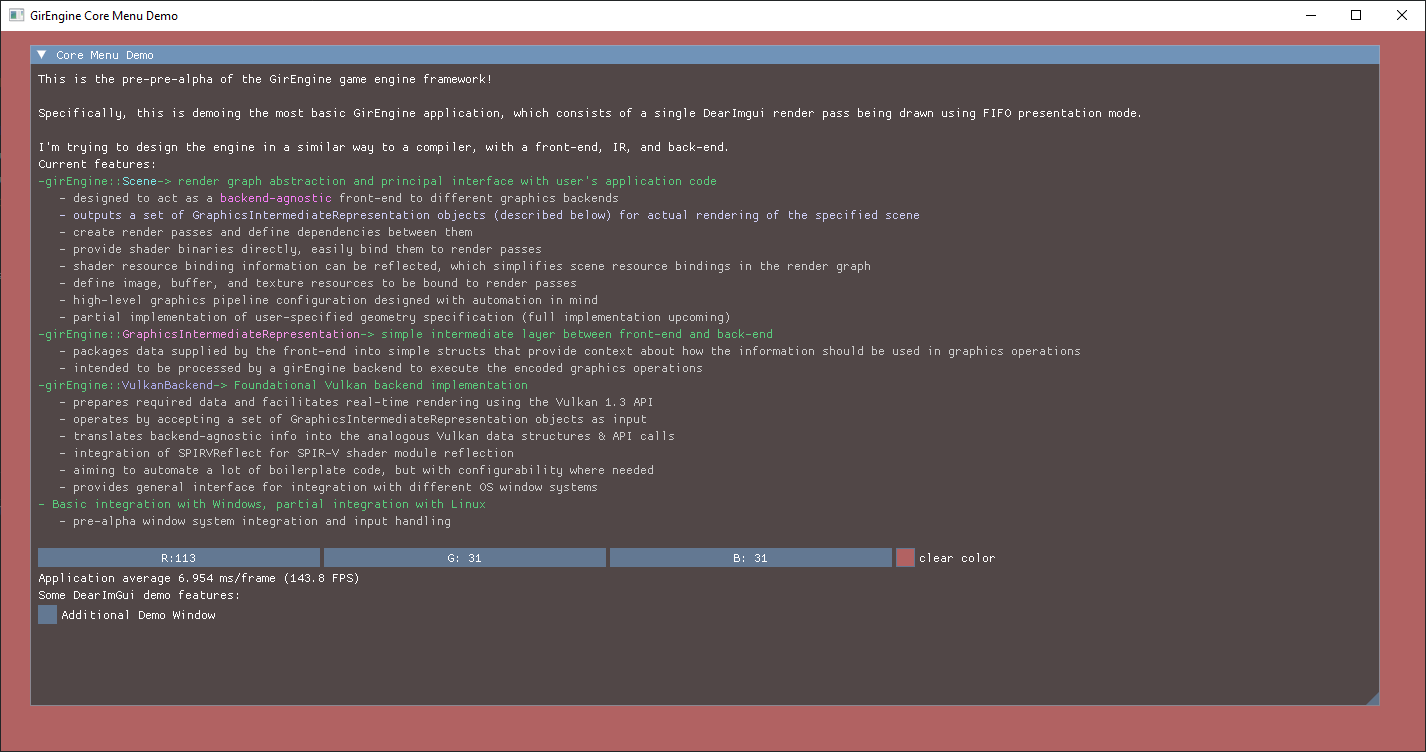 GirEngine Core Menu Demo
Core Menu Demo
This is the pre-pre-alpha of the GirEngine game engine framework!
Specifically, this is demoing the most basic GirEngine application, which consists of a single DearImgui render pass being drawn using FIFO presentation mode.
I'm trying to design the engine in a similar way to a compiler, with a front-end, IR, and back-end.
Current features:
-girEngine::Scene-> render graph abstraction and principal interface with user's application code
- designed to act as a backend-agnostic front-end to different graphics backends
- outputs a set of GraphicsIntermediateRepresentation objects (described below) for actual rendering of the specified scene
- create render passes and define dependencies between them
- provide shader binaries directly, easily bind them to render passes
- shader resource binding information can be reflected, which simplifies scene resource bindings in the render graph
- define image, buffer, and texture resources to be bound to render passes
- high-level graphics pipeline configuration designed with automation in mind
- partial implementation of user-specified geometry specification (full implementation upcoming)
-girEngine::GraphicsIntermediateRepresentation-> simple intermediate layer between front-end and back-end
- packages data supplied by the front-end into simple structs that provide context about how the information should be used in graphics operations
- intended to be processed by a girEngine backend to execute the encoded graphics operations
-girEngine::VulkanBackend-> Foundational Vulkan backend implementation
- prepares required data and facilitates real-time rendering using the Vulkan 1.3 API
- operates by accepting a set of GraphicsIntermediateRepresentation objects as input
- translates backend-agnostic info into the analogous Vulkan data structures & API calls
- integration of SPIRVReflect for SPIR-V shader module reflection
- aiming to automate a lot of boilerplate code, but with configurability where needed
- provides general interface for integration with different OS window systems
- Basic integration with Windows, partial integration with Linux
- pre-alpha window system integration and input handling
R:113 G: 31 B: 31 clear color
Application average 6.954 ms/frame (143.8 FPS)
Some DearImGui demo features:
Additional Demo Window